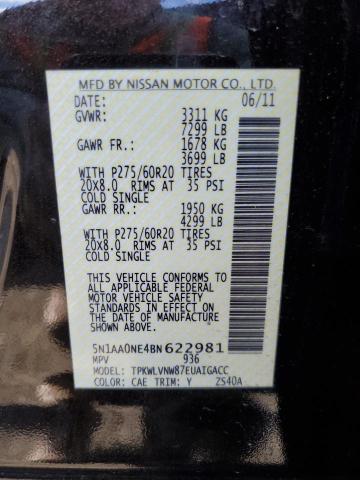 MFD BY NISSAN MOTOR CO., LTD.
DATE: 06/11
GVWR: 3311 KG
7299 LB
GAWR FR.: 1678 KG
3699 LB
WITH P275/60R20 TIRES
20X8.0 RIMS AT 35 PSI
COLD SINGLE
GAWR RR.: 1950 KG
4299 LB
WITH P275/60R20 TIRES
20X8.0 RIMS AT 35 PSI
COLD SINGLE
THIS VEHICLE CONFORMS TO
ALL APPLICABLE FEDERAL
MOTOR VEHICLE SAFETY
STANDARDS IN EFFECT ON
THE DATE OF MANUFACTURE
SHOWN ABOVE.
5N1AA0NE4BN622981
MPV 936
MODEL: TPKWLVNW87EUAIGACC
COLOR: CAE TRIM: Y ZS40A